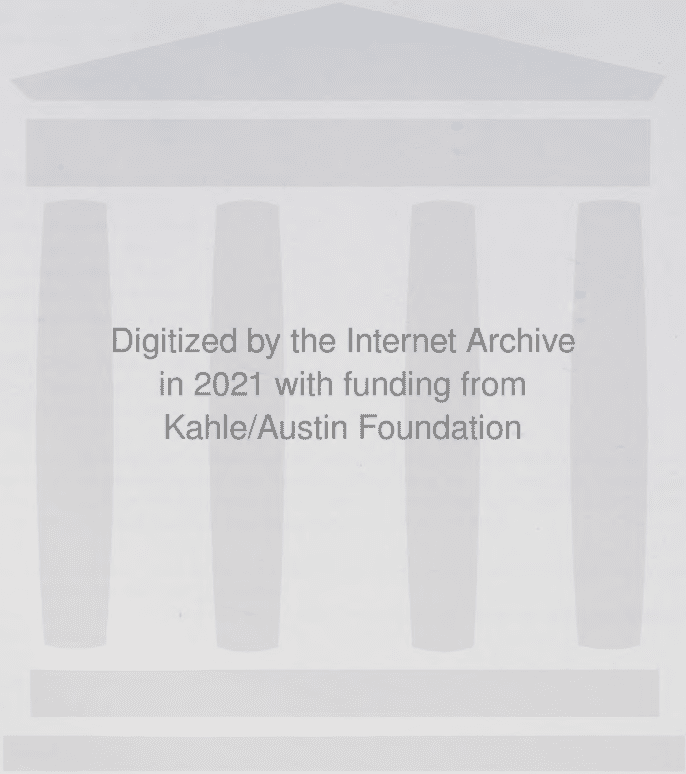 Digitized by the Internet Archive
in 2021 with funding from
Kahle/Austin Foundation